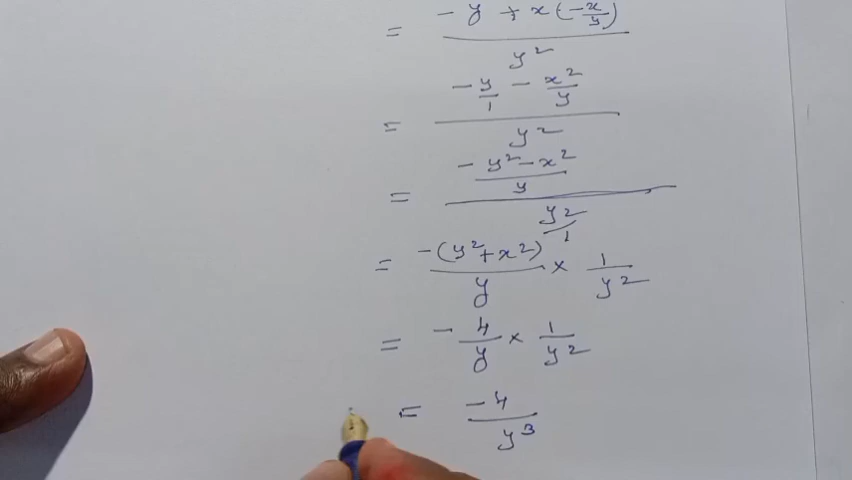 = (- y + x (-x/y)) / y²
= (- y/1 - x²/y) / y²
= ((- y² - x²)/y) / (y²/1)
= -(y² + x²)/y × 1/y²
= - 4/y × 1/y²
= -4/y³